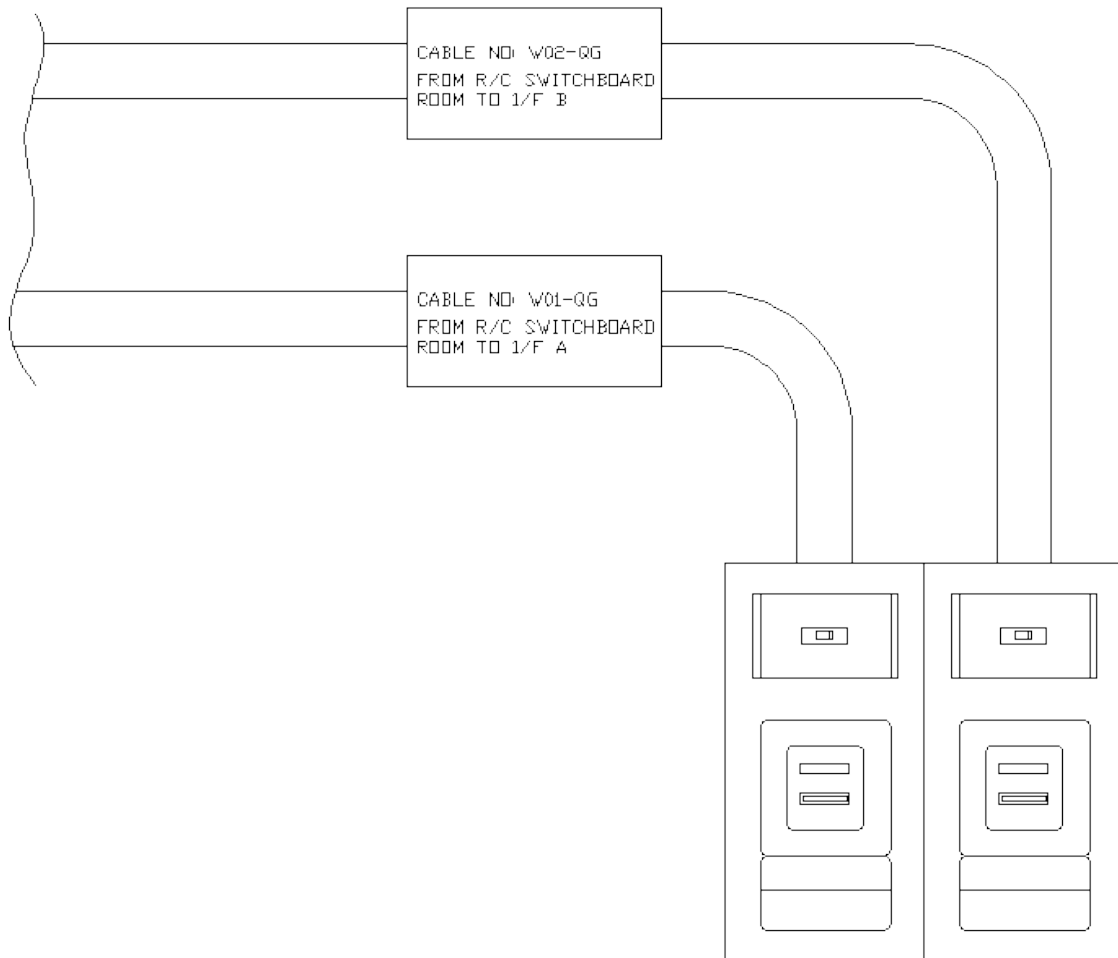 CABLE NO: W02-QG
FROM R/C SWITCHBOARD
ROOM TO 1/F B
CABLE NO: W01-QG
FROM R/C SWITCHBOARD
ROOM TO 1/F A